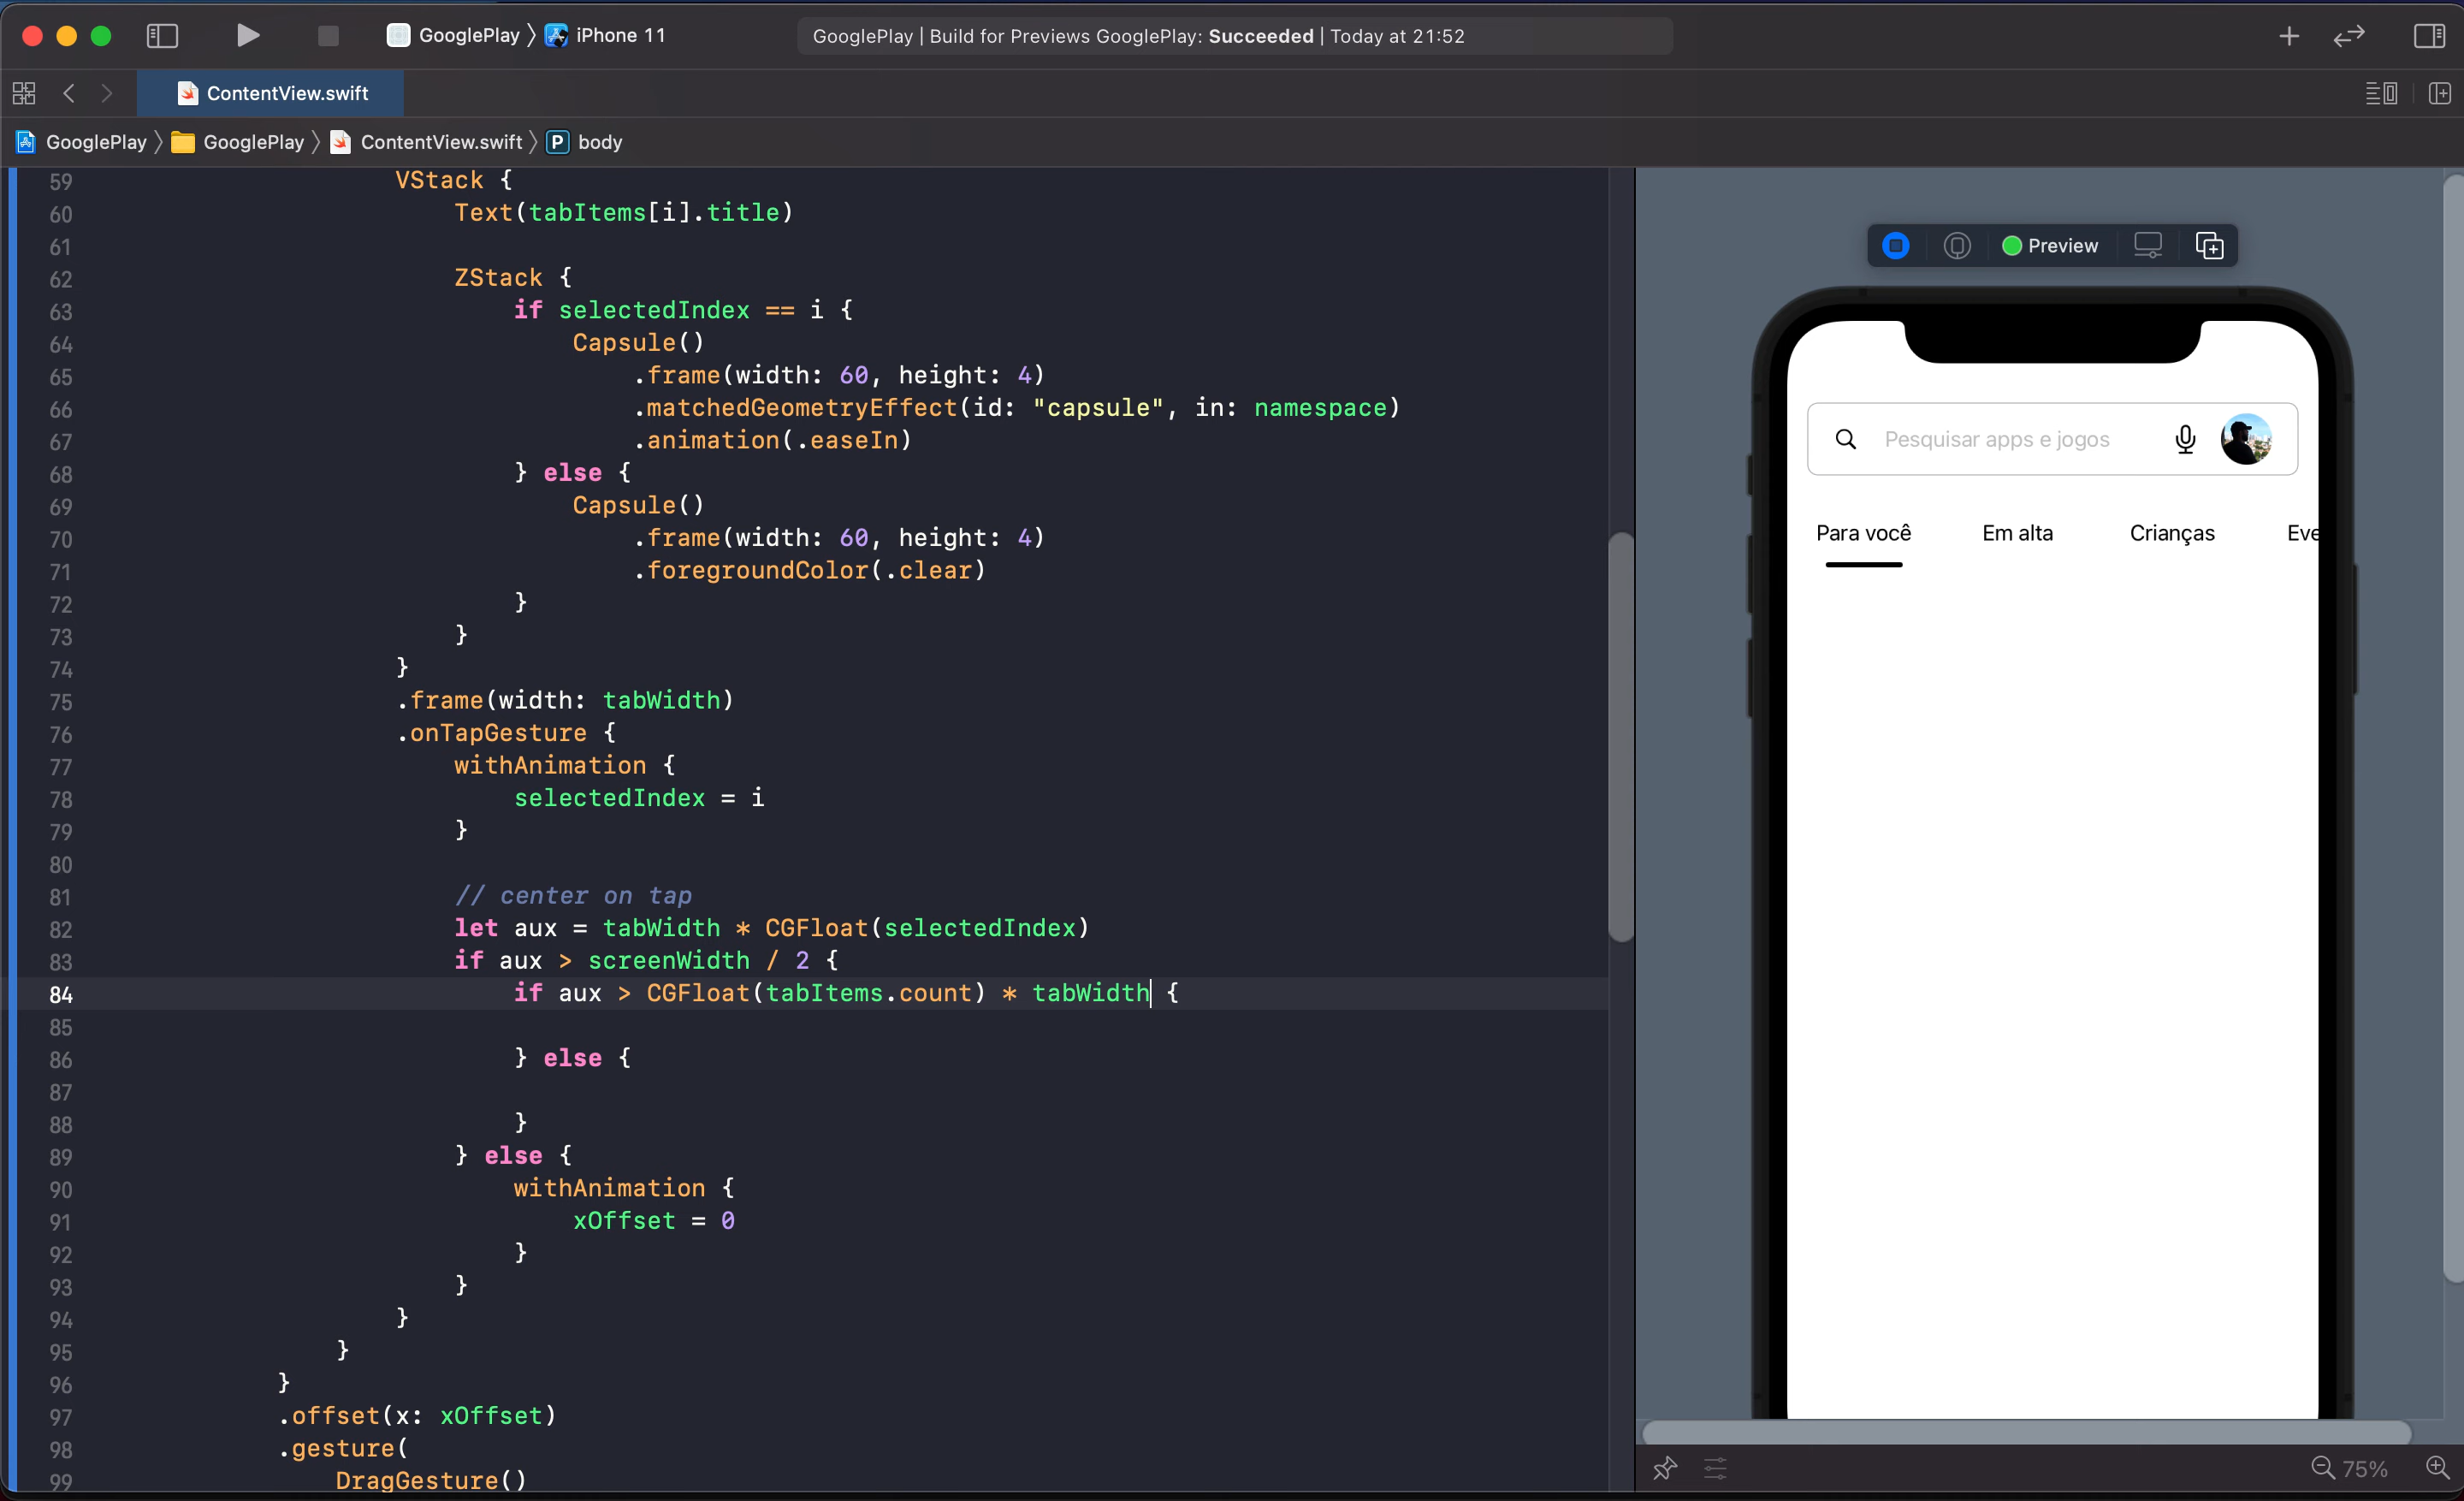 GooglePlay
iPhone 11
GooglePlay | Build for Previews GooglePlay: Succeeded | Today at 21:52
ContentView.swift
GooglePlay
GooglePlay
ContentView.swift
P
body
59 VStack {
60 Text(tabItems[i].title)
61
62 ZStack {
63 if selectedIndex == i {
64 Capsule()
65 .frame(width: 60, height: 4)
66 .matchedGeometryEffect(id: "capsule", in: namespace)
67 .animation(.easeIn)
68 } else {
69 Capsule()
70 .frame(width: 60, height: 4)
71 .foregroundColor(.clear)
72 }
73 }
74 }
75 .frame(width: tabWidth)
76 .onTapGesture {
77 withAnimation {
78 selectedIndex = i
79 }
80
81 // center on tap
82 let aux = tabWidth * CGFloat(selectedIndex)
83 if aux > screenWidth / 2 {
84 if aux > CGFloat(tabItems.count) * tabWidth {
85
86 } else {
87
88 }
89 } else {
90 withAnimation {
91 xOffset = 0
92 }
93 }
94 }
95 }
96 }
97 .offset(x: xOffset)
98 .gesture(
99 DragGesture()
Preview
Pesquisar apps e jogos
Para você
Em alta
Crianças
Eve
75%